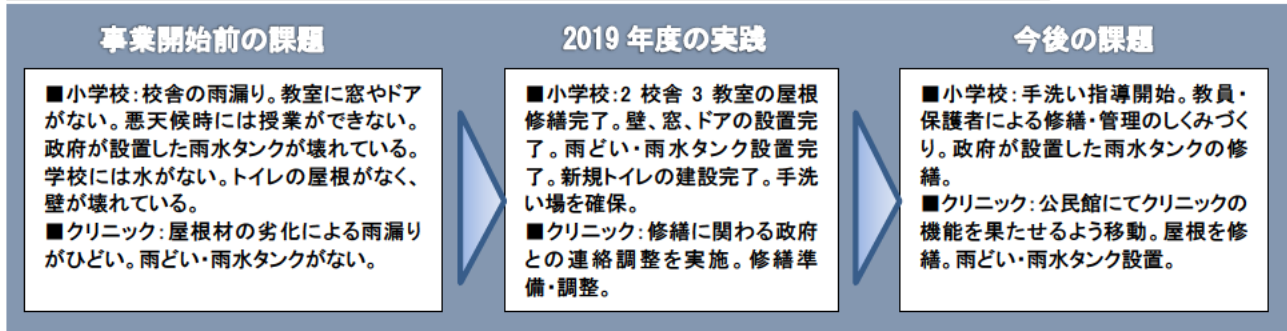 事業開始前の課題
■小学校：校舎の雨漏り。教室に窓やドア
がない。悪天候時には授業ができない。
政府が設置した雨水タンクが壊れている。
学校には水がない。トイレの屋根がなく、
壁が壊れている。
■クリニック：屋根材の劣化による雨漏り
がひどい。雨どい・雨水タンクがない。
2019 年度の実践
■小学校：2 校舎 3 教室の屋根
修繕完了。壁、窓、ドアの設置完
了。雨どい・雨水タンク設置完
了。新規トイレの建設完了。手洗
い場を確保。
■クリニック：修繕に関わる政府
との連絡調整を実施。修繕準
備・調整。
今後の課題
■小学校：手洗い指導開始。教員・
保護者による修繕・管理のしくみづく
り。政府が設置した雨水タンクの修
繕。
■クリニック：公民館にてクリニックの
機能を果たせるよう移動。屋根を修
繕。雨どい・雨水タンク設置。